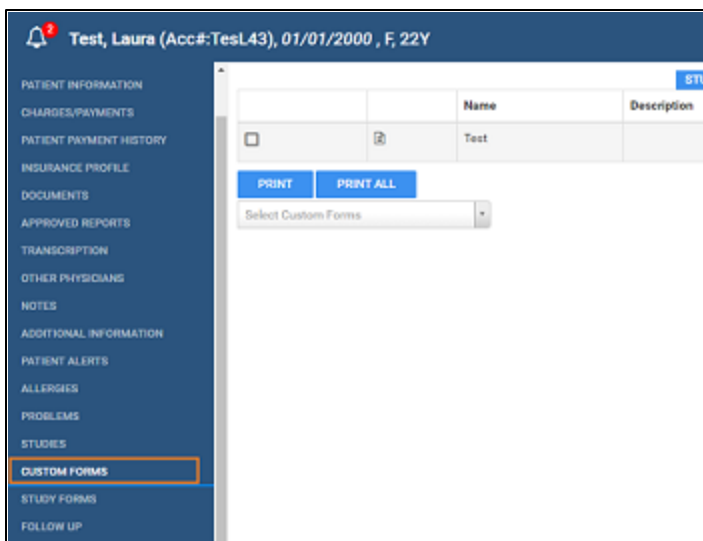 2
Test, Laura (Acc#:TesL43), 01/01/2000 , F, 22Y
PATIENT INFORMATION
CHARGES/PAYMENTS
PATIENT PAYMENT HISTORY
INSURANCE PROFILE
DOCUMENTS
APPROVED REPORTS
TRANSCRIPTION
OTHER PHYSICIANS
NOTES
ADDITIONAL INFORMATION
PATIENT ALERTS
ALLERGIES
PROBLEMS
STUDIES
CUSTOM FORMS
STUDY FORMS
FOLLOW UP
STU
Name Description
Test
PRINT PRINT ALL
Select Custom Forms